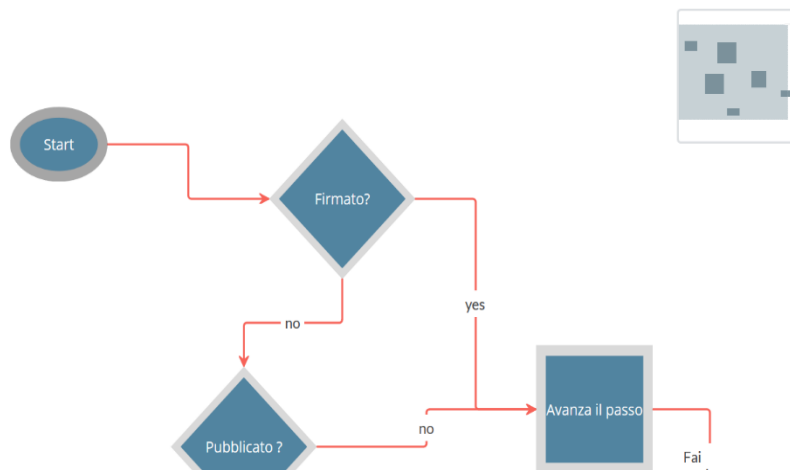 Start
Firmato?
yes
no
Avanza il passo
no
Pubblicato ?
Fai